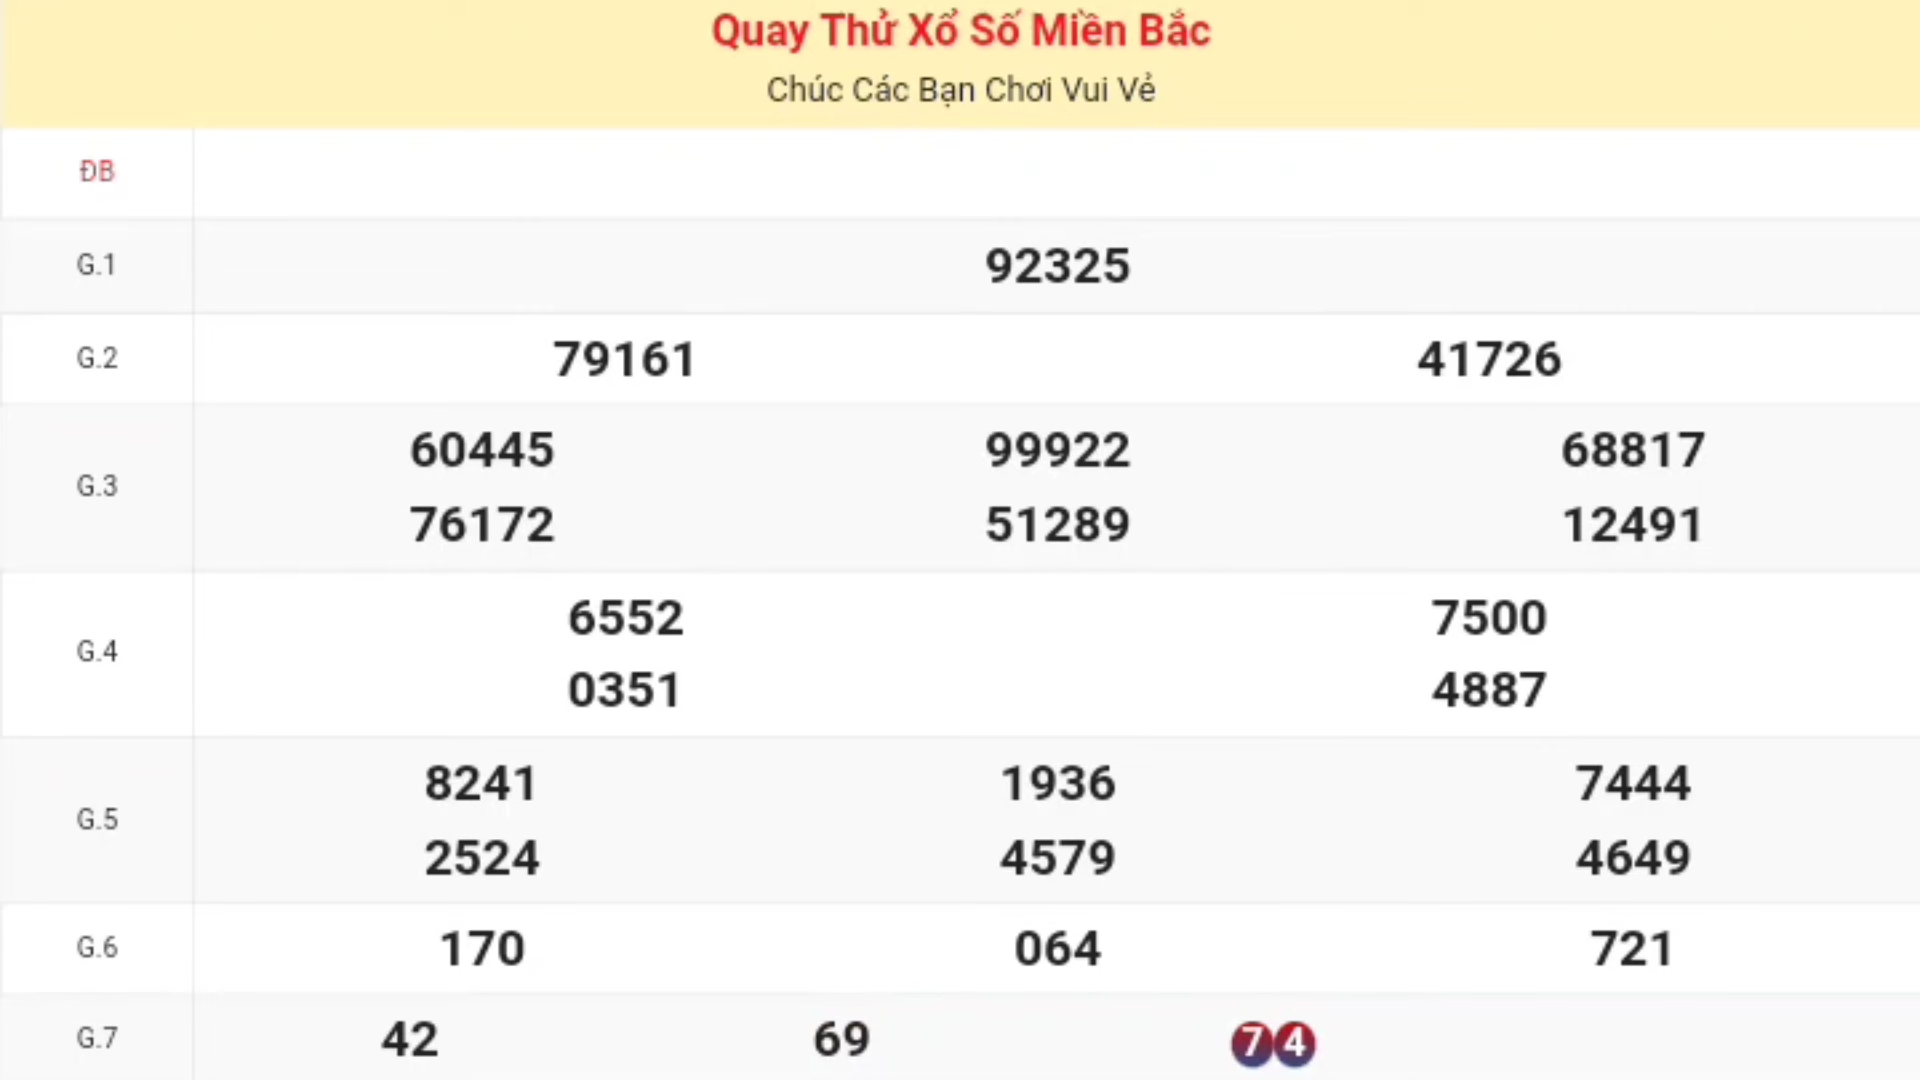 Quay Thử Xổ Số Miền Bắc
Chúc Các Bạn Chơi Vui Vẻ
ĐB
G.1 92325
G.2 79161 41726
G.3 60445 99922 68817
76172 51289 12491
G.4 6552 7500
0351 4887
G.5 8241 1936 7444
2524 4579 4649
G.6 170 064 721
G.7 42 69 74